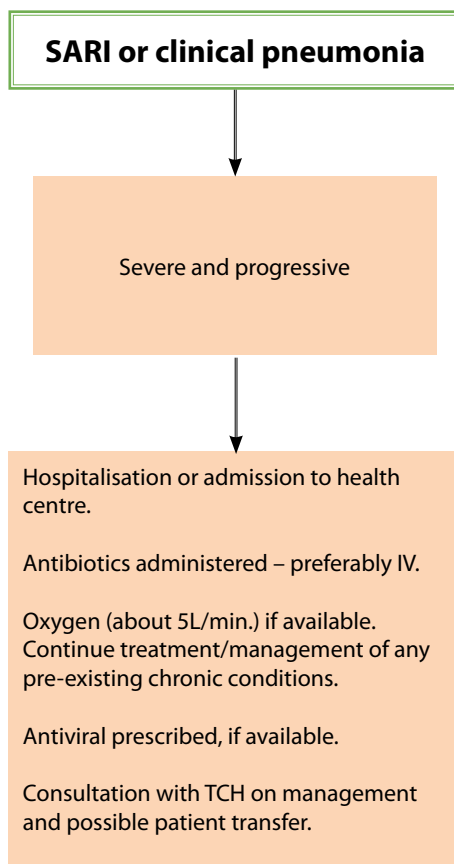 SARI or clinical pneumonia
Severe and progressive
Hospitalisation or admission to health
centre.
Antibiotics administered – preferably IV.
Oxygen (about 5L/min.) if available.
Continue treatment/management of any
pre-existing chronic conditions.
Antiviral prescribed, if available.
Consultation with TCH on management
and possible patient transfer.